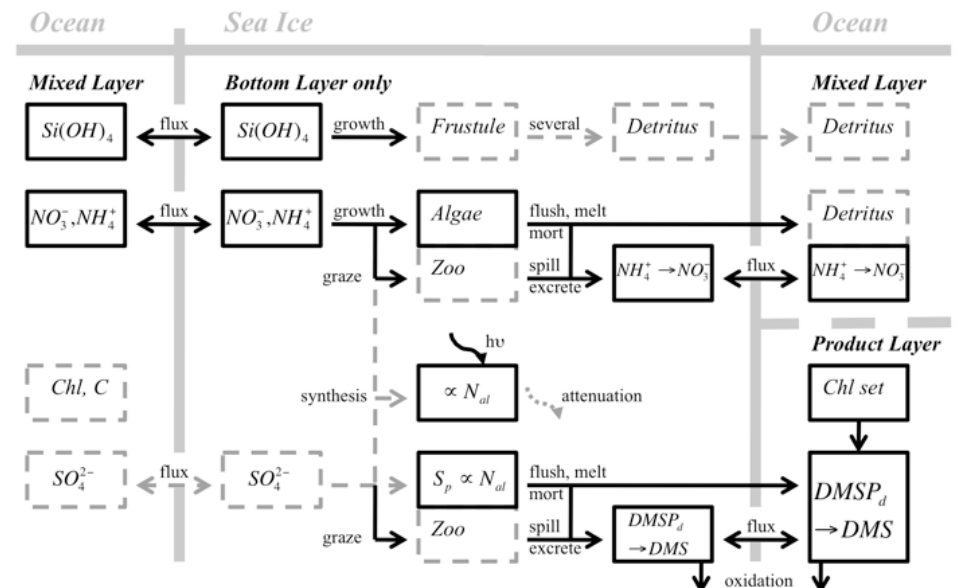 Ocean Sea Ice Ocean
Mixed Layer Bottom Layer only Mixed Layer
Si(OH)₄ flux Si(OH)₄ growth Frustule several Detritus Detritus
NO₃⁻,NH₄⁺ flux NO₃⁻,NH₄⁺ growth Algae flush, melt Detritus
mort
graze Zoo spill NH₄⁺ → NO₃⁻ flux NH₄⁺ → NO₃⁻
excrete
hυ Product Layer
Chl, C synthesis ∝ Nₐₗ attenuation Chl set
SO₄²⁻ flux SO₄²⁻ Sₚ ∝ Nₐₗ flush, melt
mort
DMSP_d → DMS
graze Zoo spill DMSP_d → DMS flux
excrete
oxidation